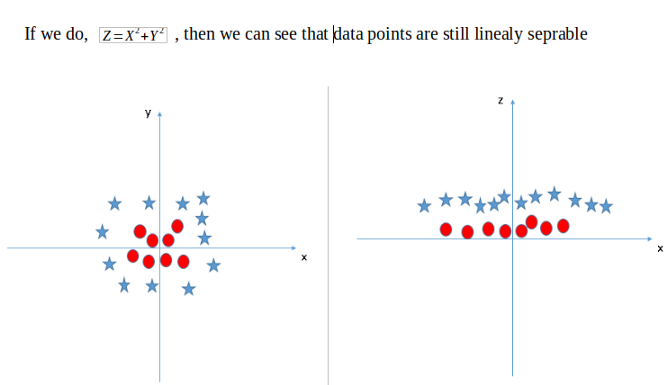 If we do, Z=X²+Y² , then we can see that data points are still linealy seprable
y
x
z
x